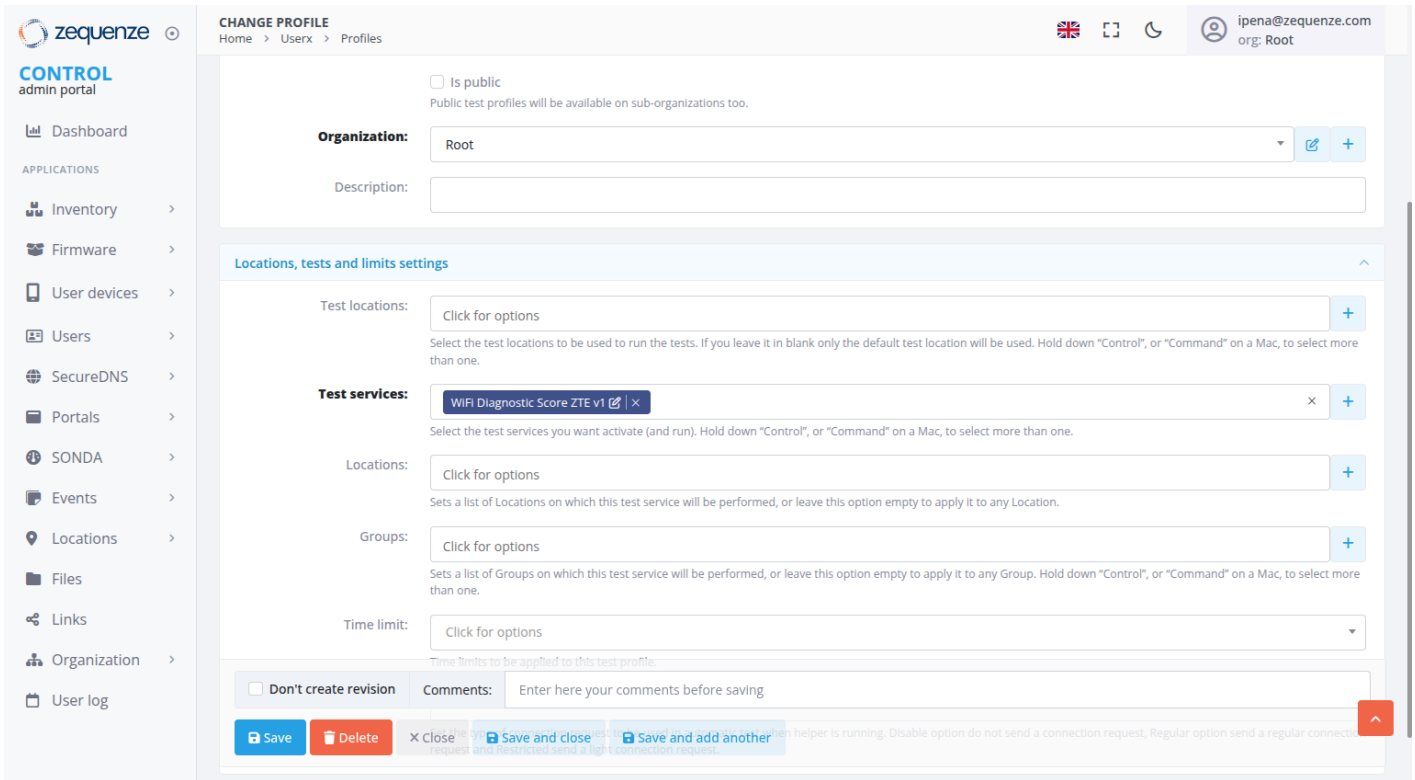 zequenze
CONTROL
admin portal
Dashboard
APPLICATIONS
Inventory
Firmware
User devices
Users
SecureDNS
Portals
SONDA
Events
Locations
Files
Links
Organization
User log
CHANGE PROFILE
Home > Userx > Profiles
ipena@zequenze.com
org: Root
Is public
Public test profiles will be available on sub-organizations too.
Organization:
Root
Description:
Locations, tests and limits settings
Test locations:
Click for options
Select the test locations to be used to run the tests. If you leave it in blank only the default test location will be used. Hold down “Control”, or “Command” on a Mac, to select more
than one.
Test services:
WiFi Diagnostic Score ZTE v1
Select the test services you want activate (and run). Hold down “Control”, or “Command” on a Mac, to select more than one.
Locations:
Click for options
Sets a list of Locations on which this test service will be performed, or leave this option empty to apply it to any Location.
Groups:
Click for options
Sets a list of Groups on which this test service will be performed, or leave this option empty to apply it to any Group. Hold down “Control”, or “Command” on a Mac, to select more
than one.
Time limit:
Click for options
Time limits to be applied to this test profile.
Don't create revision
Comments:
Enter here your comments before saving
Save
Delete
Close
Save and close
Save and add another
when helper is running. Disable option do not send a connection request, Regular option send a regular connection
request and Restricted send a light connection request.